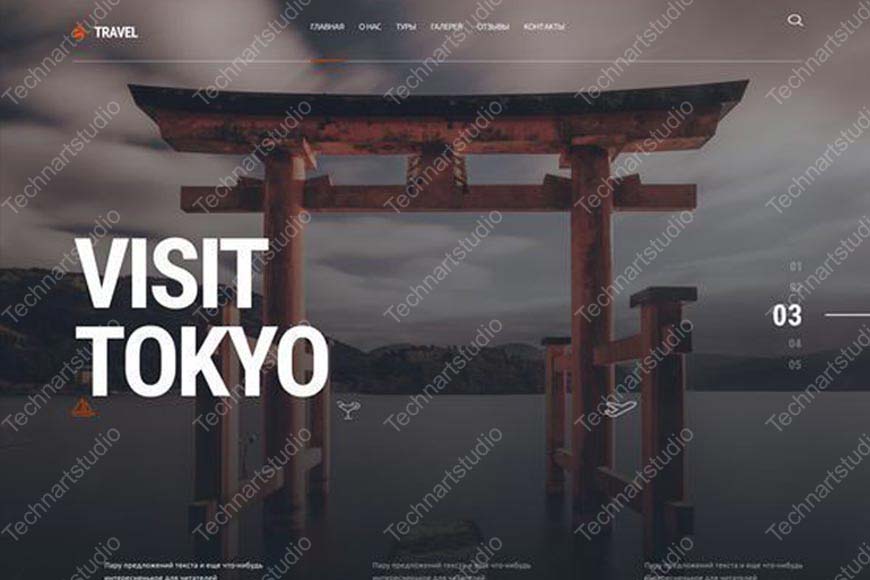 TRAVEL
ГЛАВНАЯ О НАС ТУРЫ ГАЛЕРЕЯ ОТЗЫВЫ КОНТАКТЫ
VISIT
TOKYO
01
02
03
04
05
Пару предложений текста и еще что-нибудь
интересненькое для читателей
Пару предложений текста и еще что-нибудь
интересненькое для читателей
Пару предложений текста и еще что-нибудь
интересненькое для читателей
Technartstudio